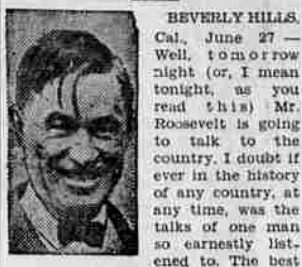 BEVERLY HILLS,
Cal., June 27 —
Well, tomorrow
night (or, I mean
tonight, as you
read this) Mr.
Roosevelt is going
to talk to the
country. I doubt if
ever in the history
of any country, at
any time, was the
talks of one man
so earnestly list-
ened to. The best